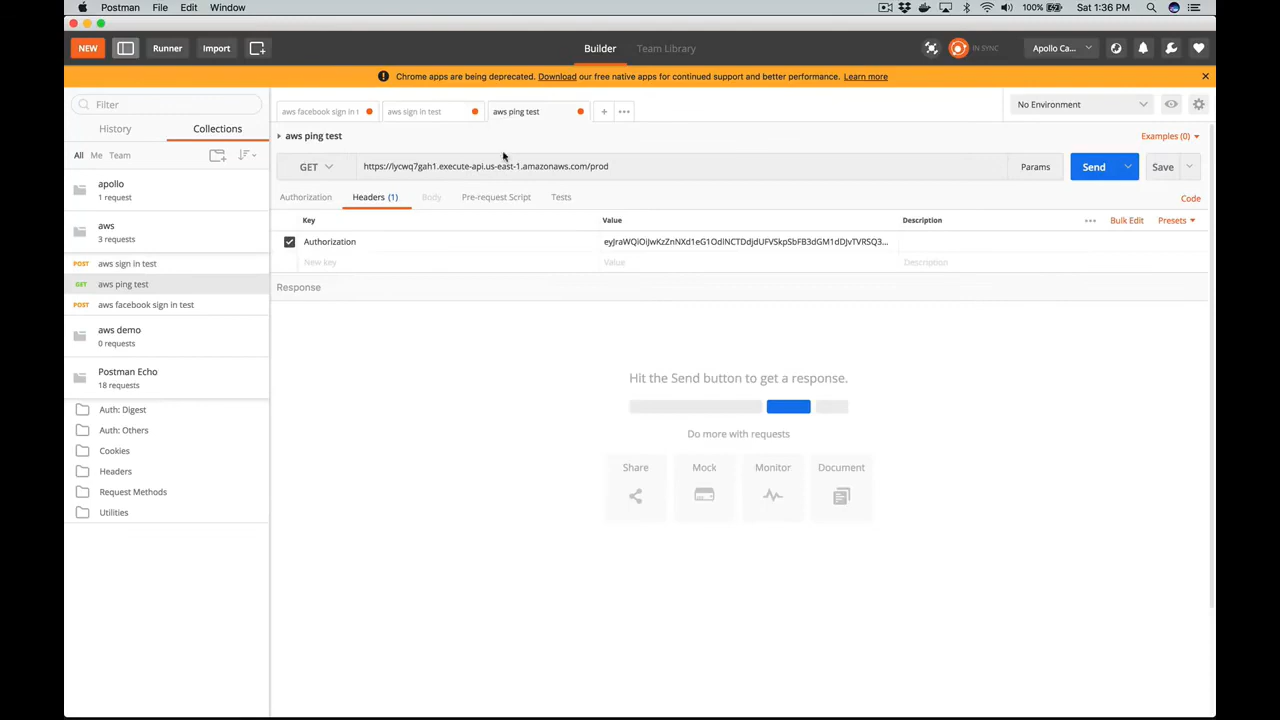 Postman File Edit Window 100% Sat 1:36 PM
NEW Runner Import Builder Team Library IN SYNC Apollo Ca...
Chrome apps are being deprecated. Download our free native apps for continued support and better performance. Learn more
Filter
History Collections
All Me Team
apollo
1 request
aws
3 requests
POST aws sign in test
GET aws ping test
POST aws facebook sign in test
aws demo
0 requests
Postman Echo
18 requests
Auth: Digest
Auth: Others
Cookies
Headers
Request Methods
Utilities
aws facebook sign in t aws sign in test aws ping test No Environment
aws ping test Examples (0)
GET https://lycwq7gah1.execute-api.us-east-1.amazonaws.com/prod Params Send Save
Authorization Headers (1) Body Pre-request Script Tests Code
Key Value Description Bulk Edit Presets
Authorization
New key Value Description
Response
Hit the Send button to get a response.
Do more with requests
Share Mock Monitor Document